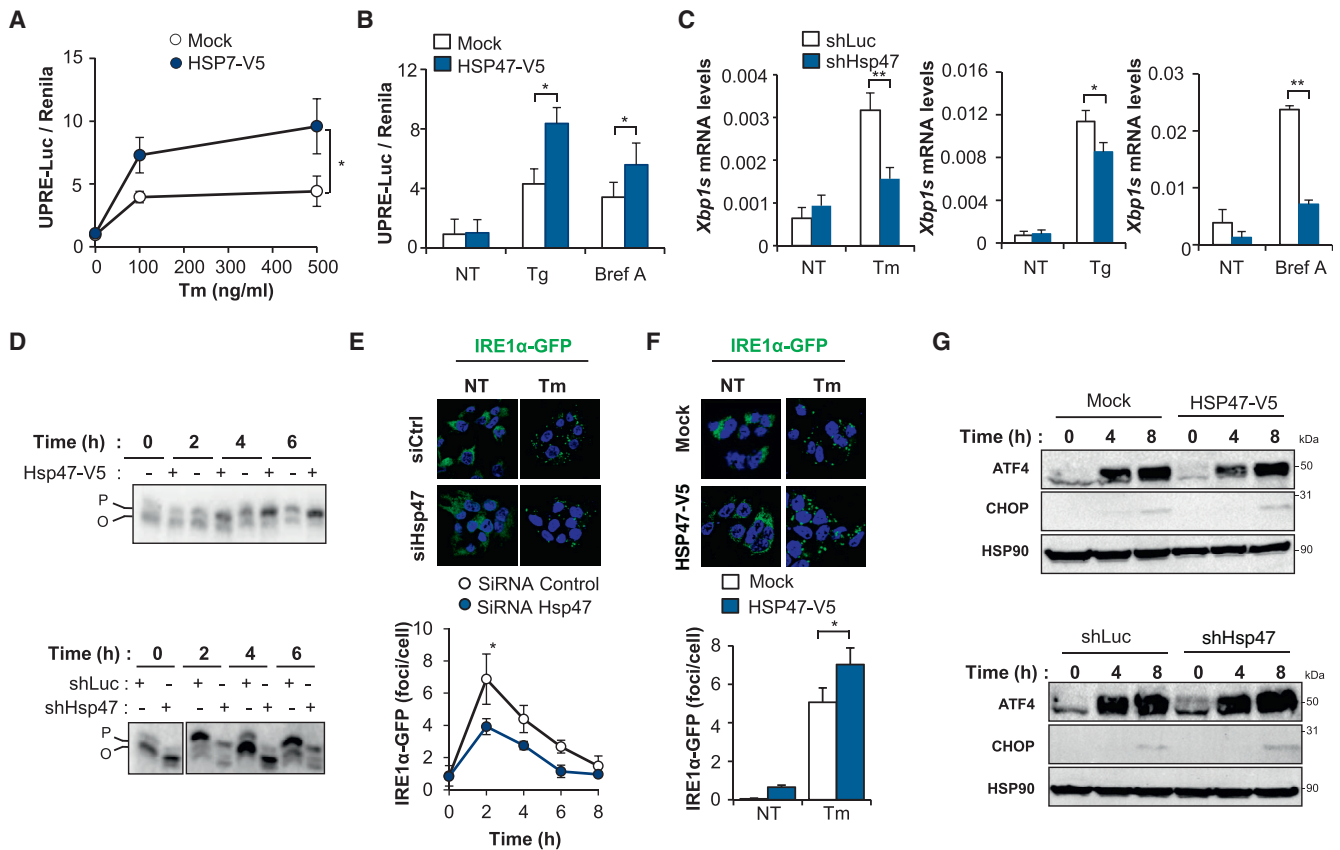 A
Mock
HSP7-V5
UPRE-Luc / Renila
15
10
5
0
0 100 200 300 400 500
Tm (ng/ml)
*
B
Mock
HSP47-V5
UPRE-Luc / Renila
12
8
4
0
* *
NT Tg Bref A
C
shLuc
shHsp47
Xbp1s mRNA levels
0.004
0.003
0.002
0.001
0
**
NT Tm
Xbp1s mRNA levels
0.016
0.012
0.008
0.004
0
*
NT Tg
Xbp1s mRNA levels
0.03
0.02
0.01
0
**
NT Bref A
D
Time (h) : 0 2 4 6
Hsp47-V5 : - + - + - + - +
P
O
Time (h) : 0 2 4 6
shLuc : + - + - + - + -
shHsp47 : - + - + - + - +
P
O
E
IRE1α-GFP
NT Tm
siCtrl
siHsp47
SiRNA Control
SiRNA Hsp47
IRE1α-GFP (foci/cell)
10
8
6
4
2
0
*
0 2 4 6 8
Time (h)
F
IRE1α-GFP
NT Tm
Mock
HSP47-V5
Mock
HSP47-V5
IRE1α-GFP (foci/cell)
8
6
4
2
0
*
NT Tm
G
Mock HSP47-V5
Time (h) : 0 4 8 0 4 8 kDa
ATF4 50
31
CHOP
HSP90 90
shLuc shHsp47
Time (h) : 0 4 8 0 4 8 kDa
ATF4 50
31
CHOP
HSP90 90